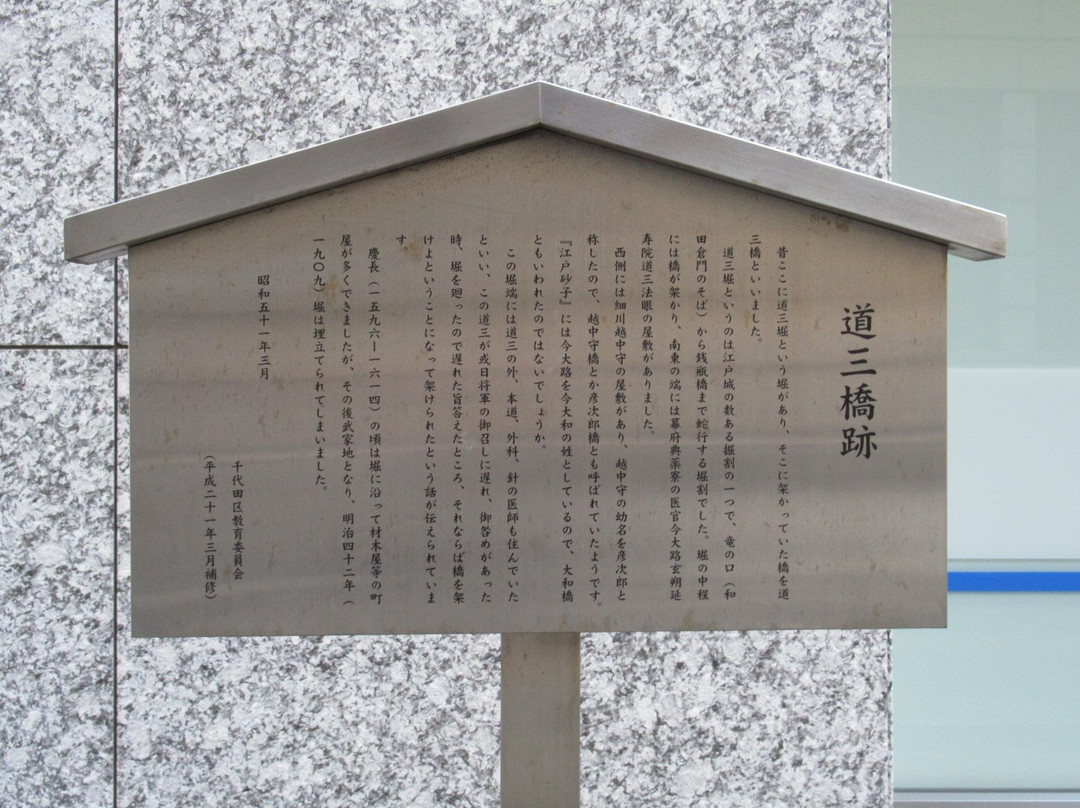 道三橋跡
昔ここに道三堀という堀があり、そこに架かっていた橋を道
三橋といいました。
道三堀というのは江戸城の数ある掘割の一つで、竜の口（和
田倉門のそば）から銭瓶橋まで蛇行する堀割でした。堀の中程
には橋が架かり、南東の端には幕府典薬寮の医官今大路玄朔延
寿院道三法眼の屋敷がありました。
西側には細川越中守の屋敷があり、越中守の幼名を彦次郎と
称したので、越中守橋とか彦次郎橋とも呼ばれていたようです。
『江戸砂子』には今大路を今大和の姓としているので、大和橋
ともいわれたのではないでしょうか。
この堀端には道三の外、本道、外科、針の医師も住んでいた
といい、この道三が或日将軍の御召しに遅れ、御咎めがあった
時、堀を廻ったので遅れた旨答えたところ、それならば橋を架
けよということになって架けられたという話が伝えられていま
す。
慶長（一五九六ー一六一四）の頃は堀に沿って材木屋等の町
屋が多くできましたが、その後武家地となり、明治四十二年（
一九〇九）堀は埋立てられてしまいました。
昭和五十一年三月
千代田区教育委員会
（平成二十一年三月補修）